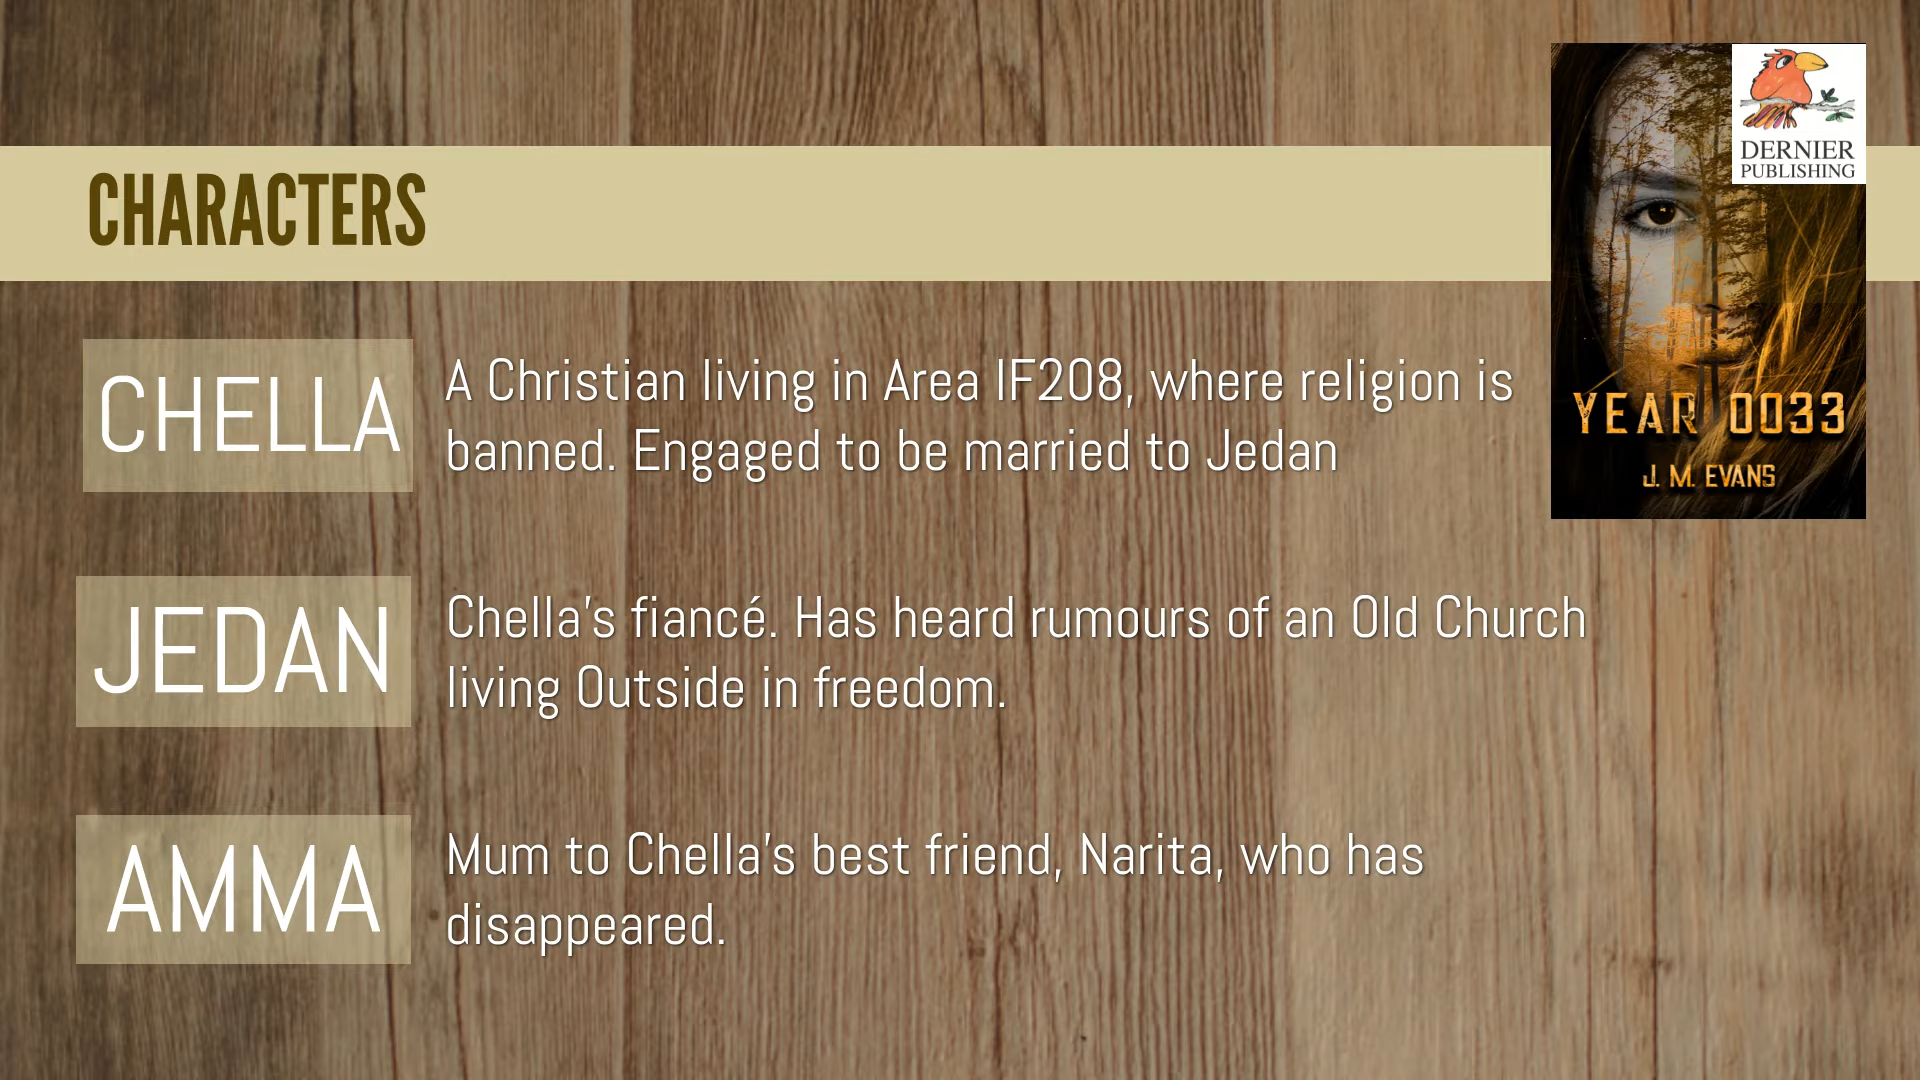 CHARACTERS
DERNIER
PUBLISHING
YEAR 0033
J. M. EVANS
CHELLA
A Christian living in Area IF208, where religion is
banned. Engaged to be married to Jedan
JEDAN
Chella’s fiancé. Has heard rumours of an Old Church
living Outside in freedom.
AMMA
Mum to Chella’s best friend, Narita, who has
disappeared.